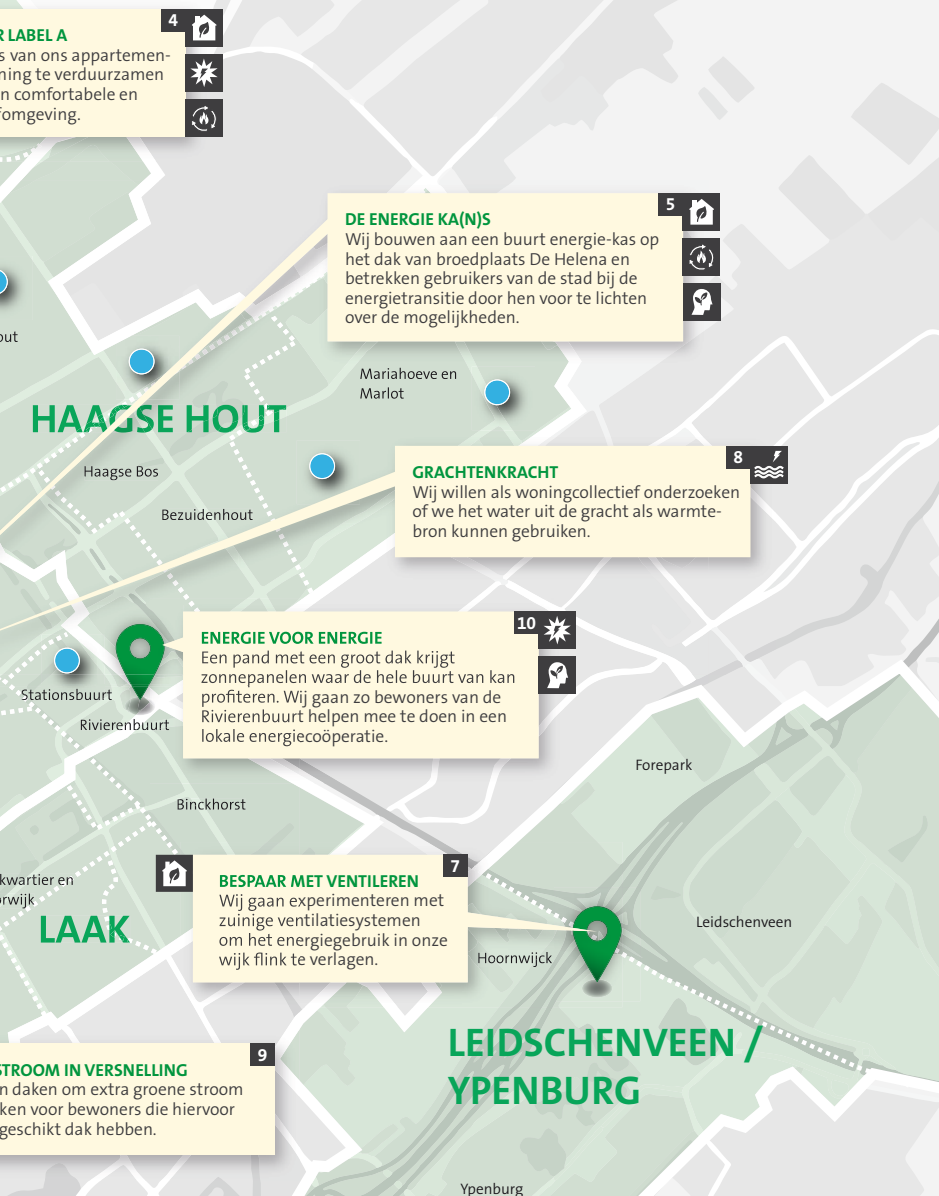 4
LABEL A
van ons appartemen-
te verduurzamen
comfortabele en
omgeving.
5
DE ENERGIE KA(N)S
Wij bouwen aan een buurt energie-kas op
het dak van broedplaats De Helena en
betrekken gebruikers van de stad bij de
energietransitie door hen voor te lichten
over de mogelijkheden.
out
Mariahoeve en
Marlot
HAAGSE HOUT
Haagse Bos
Bezuidenhout
8
GRACHTENKRACHT
Wij willen als woningcollectief onderzoeken
of we het water uit de gracht als warmte-
bron kunnen gebruiken.
10
ENERGIE VOOR ENERGIE
Een pand met een groot dak krijgt
zonnepanelen waar de hele buurt van kan
profiteren. Wij gaan zo bewoners van de
Rivierenbuurt helpen mee te doen in een
lokale energiecoöperatie.
Stationsbuurt
Rivierenbuurt
Forepark
Binckhorst
7
BESPAAR MET VENTILEREN
Wij gaan experimenteren met
zuinige ventilatiesystemen
om het energiegebruik in onze
wijk flink te verlagen.
kwartier en
rwijk
LAAK
Leidschenveen
Hoornwijck
LEIDSCHENVEEN /
YPENBURG
9
STROOM IN VERSNELLING
n daken om extra groene stroom
ken voor bewoners die hiervoor
geschikt dak hebben.
Ypenburg